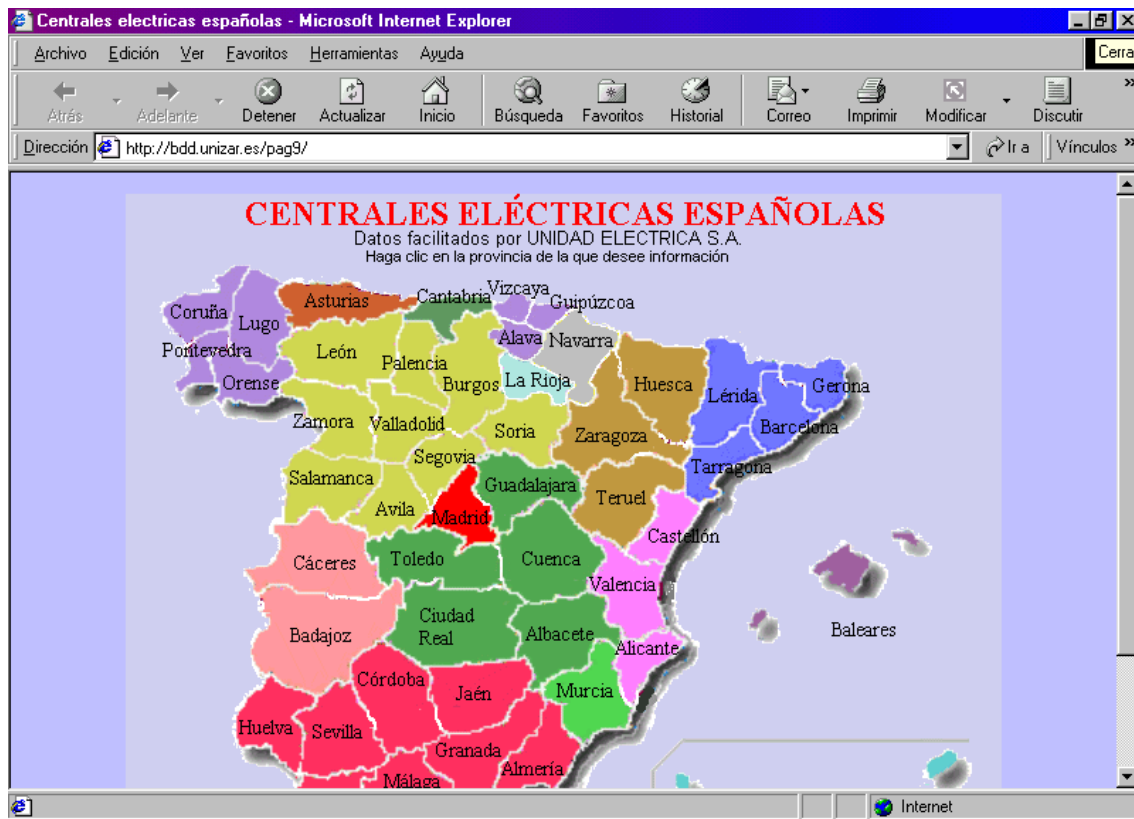 Centrales electricas españolas - Microsoft Internet Explorer
Archivo Edición Ver Favoritos Herramientas Ayuda
Cerra
Atrás Adelante Detener Actualizar Inicio Búsqueda Favoritos Historial Correo Imprimir Modificar Discutir »
Dirección http://bdd.unizar.es/pag9/ Ir a Vínculos »
CENTRALES ELÉCTRICAS ESPAÑOLAS
Datos facilitados por UNIDAD ELECTRICA S.A.
Haga clic en la provincia de la que desee información
Vizcaya
Asturias Cantabria Guipúzcoa
Coruña
Lugo Alava Navarra
Pontevedra León
Palencia
Orense Burgos La Rioja Huesca Gerona
Lérida
Zamora Valladolid Soria Zaragoza Barcelona
Segovia
Salamanca Guadalajara Tarragona
Avila Teruel
Madrid
Castellón
Cáceres Toledo Cuenca
Valencia
Ciudad
Real
Badajoz Albacete Baleares
Alicante
Córdoba Jaén Murcia
Huelva Sevilla
Granada
Almería
Málaga
Internet